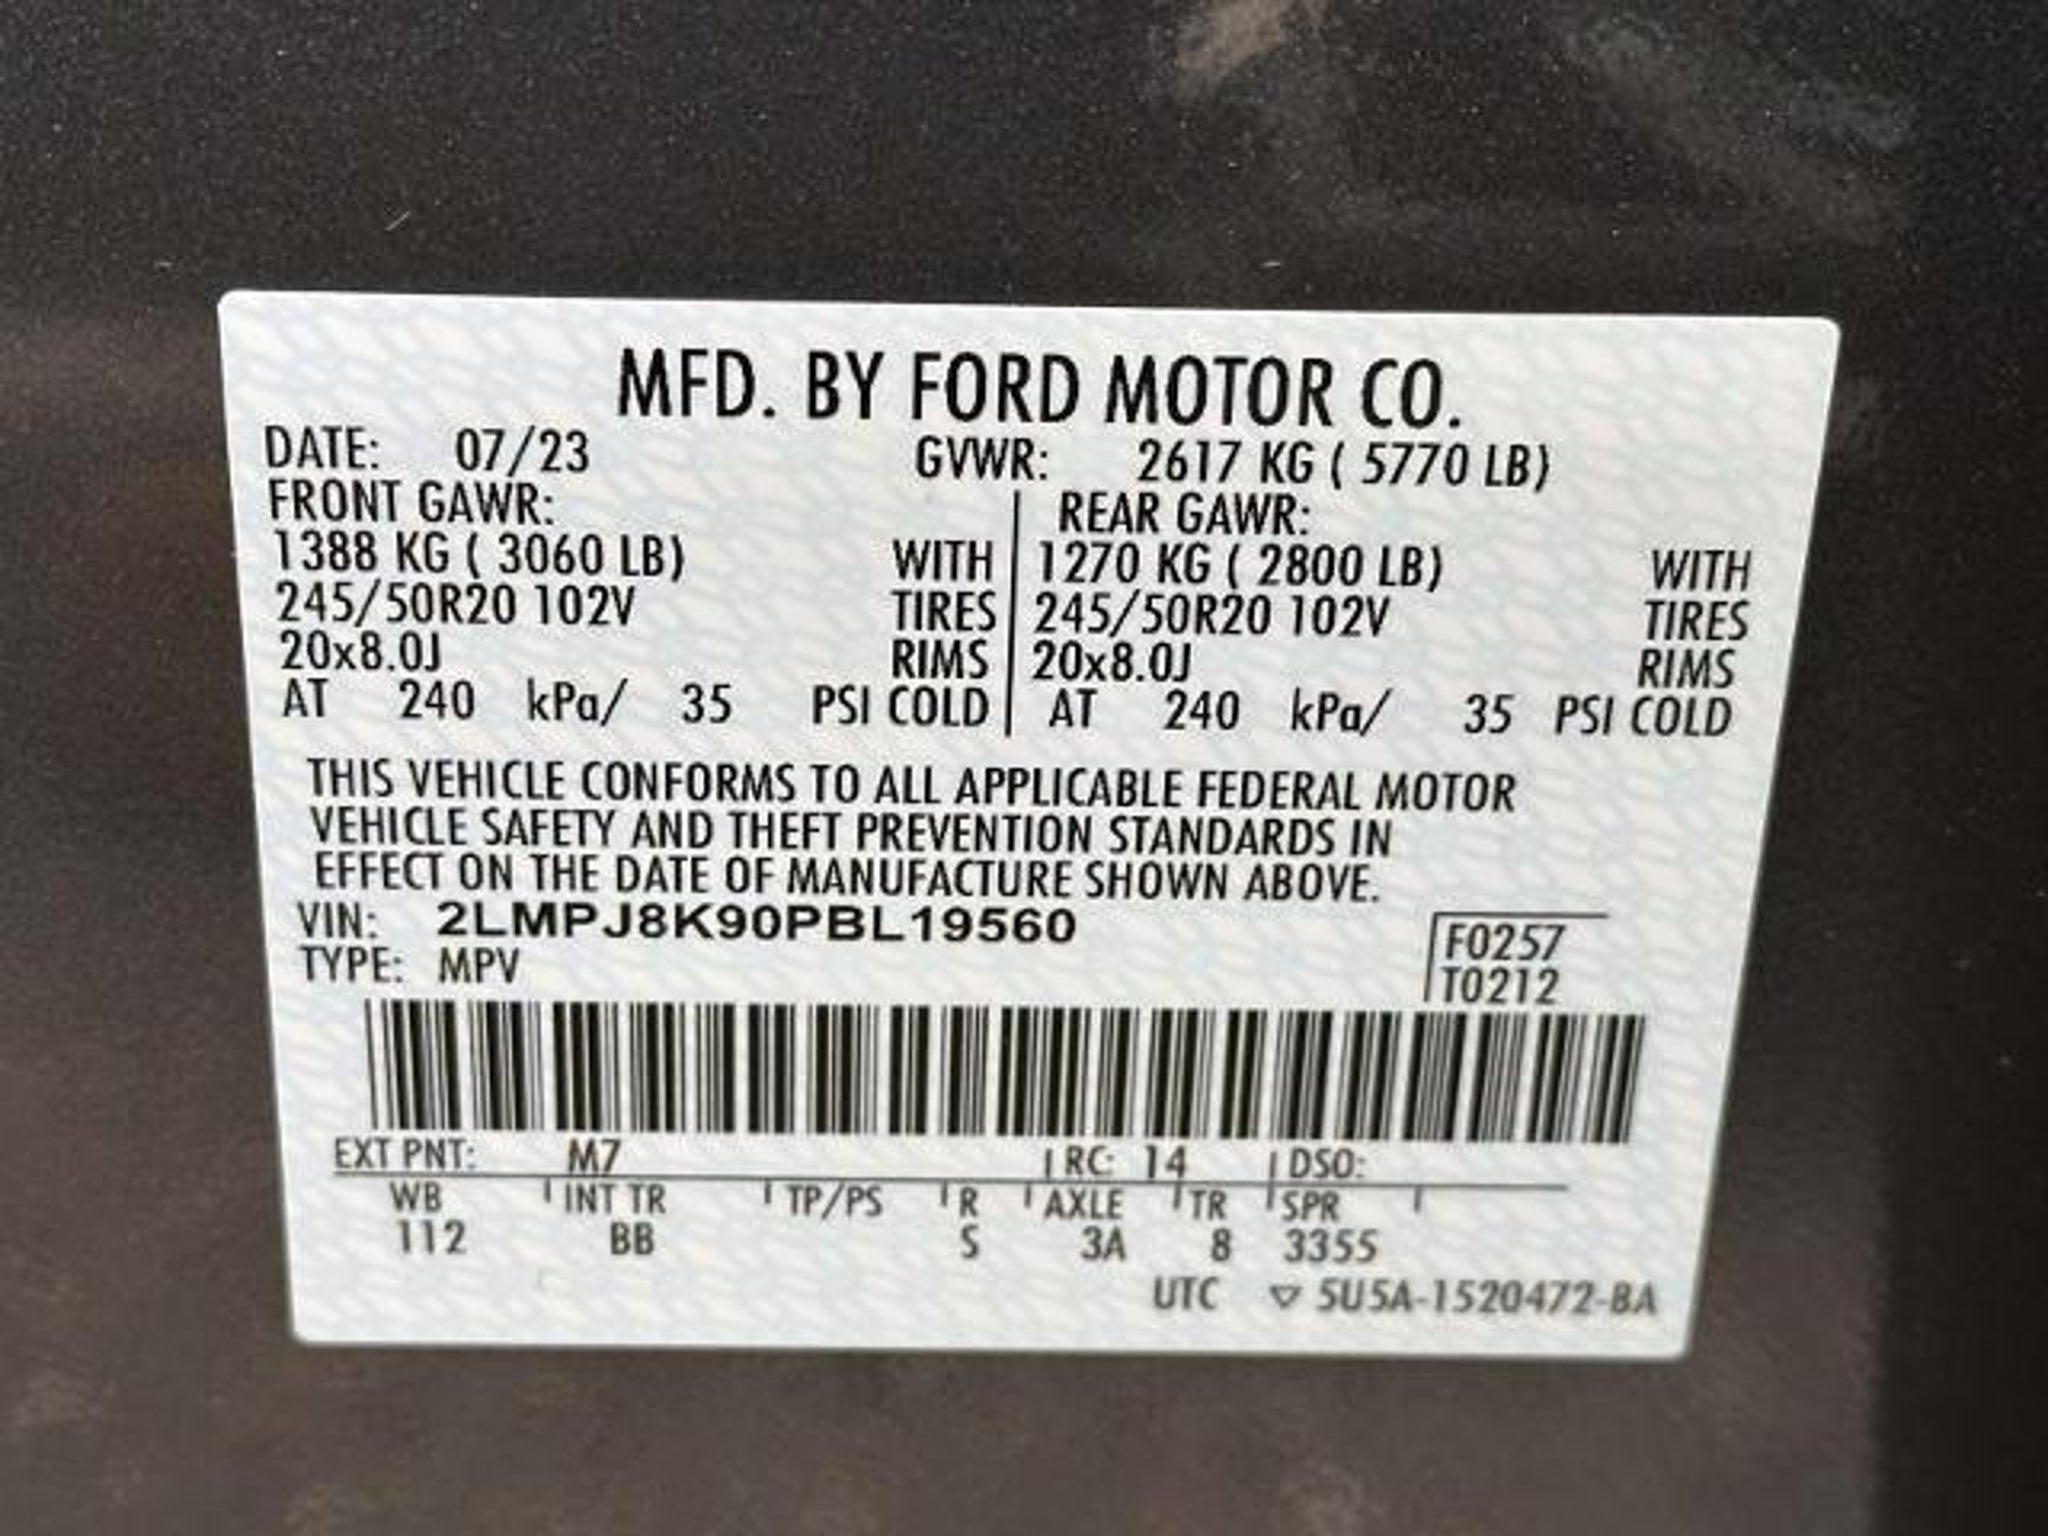 MFD. BY FORD MOTOR CO.
DATE: 07/23 GVWR: 2617 KG ( 5770 LB)
FRONT GAWR: REAR GAWR:
1388 KG ( 3060 LB) WITH 1270 KG ( 2800 LB) WITH
245/50R20 102V TIRES 245/50R20 102V TIRES
20x8.0J RIMS 20x8.0J RIMS
AT 240 kPa/ 35 PSI COLD AT 240 kPa/ 35 PSI COLD
THIS VEHICLE CONFORMS TO ALL APPLICABLE FEDERAL MOTOR
VEHICLE SAFETY AND THEFT PREVENTION STANDARDS IN
EFFECT ON THE DATE OF MANUFACTURE SHOWN ABOVE.
VIN: 2LMPJ8K90PBL19560
TYPE: MPV
F0257
T0212
EXT PNT: M7 RC: 14 DSO:
WB INT TR TP/PS R AXLE TR SPR
112 BB S 3A 8 3355
UTC ▽ 5U5A-1520472-BA